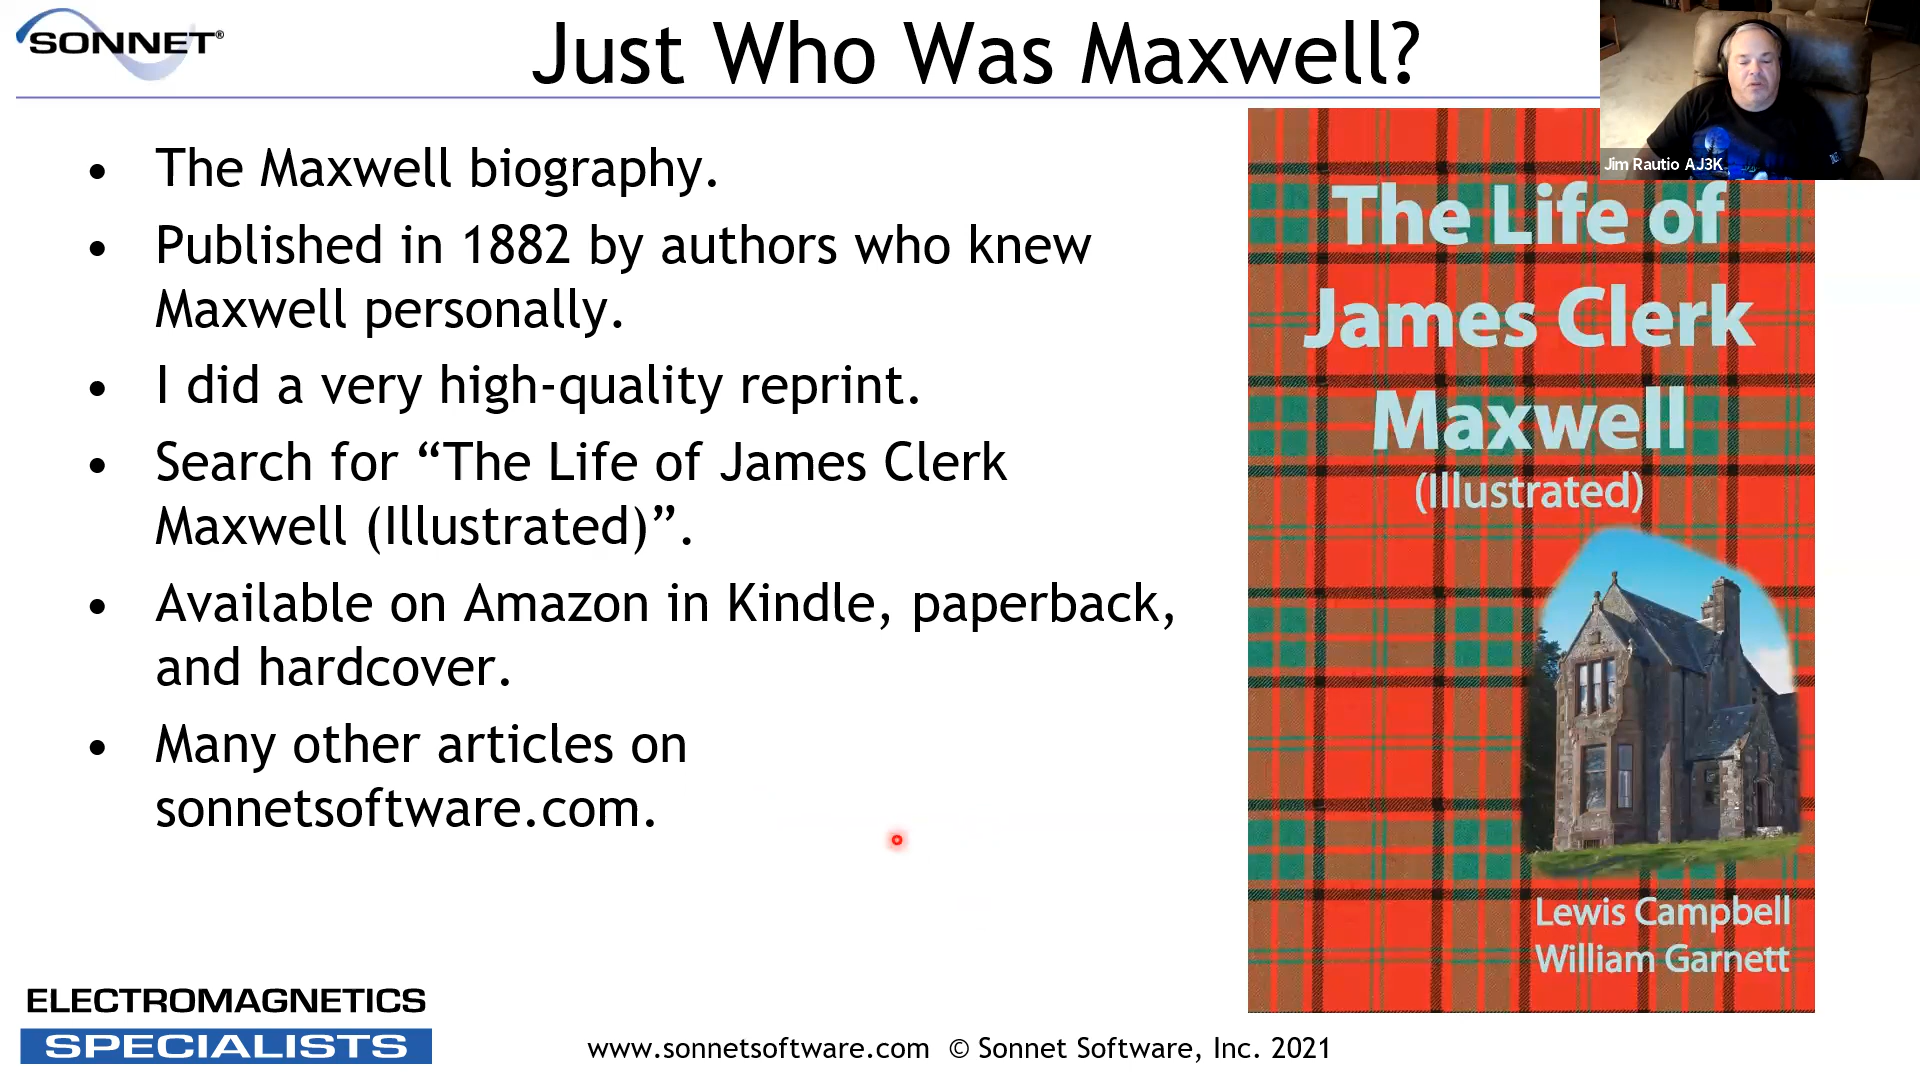 SONNET®
Just Who Was Maxwell?
Jim Rautio AJ3K
• The Maxwell biography.
• Published in 1882 by authors who knew
Maxwell personally.
• I did a very high-quality reprint.
• Search for “The Life of James Clerk
Maxwell (Illustrated)”.
• Available on Amazon in Kindle, paperback,
and hardcover.
• Many other articles on
sonnetsoftware.com.
The Life of
James Clerk
Maxwell
(Illustrated)
Lewis Campbell
William Garnett
ELECTROMAGNETICS
SPECIALISTS
www.sonnetsoftware.com © Sonnet Software, Inc. 2021